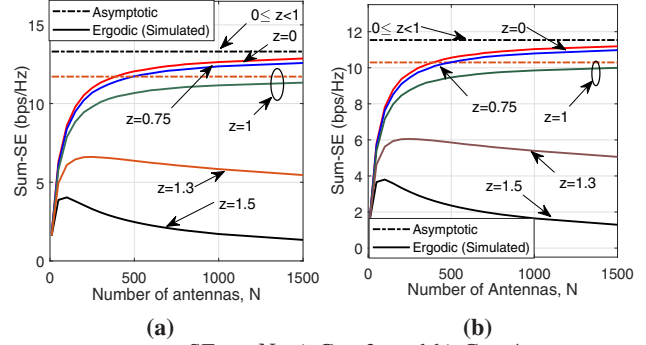 Asymptotic
Ergodic (Simulated)
0≤ z<1
z=0
z=0.75
z=1
z=1.3
z=1.5
Sum-SE (bps/Hz)
15
10
5
0
0 500 1000 1500
Number of antennas, N
(a)
0≤ z<1
z=0
z=0.75
z=1
z=1.3
z=1.5
Asymptotic
Ergodic (Simulated)
Sum-SE (bps/Hz)
12
10
8
6
4
2
0
0 500 1000 1500
Number of Antennas, N
(b)